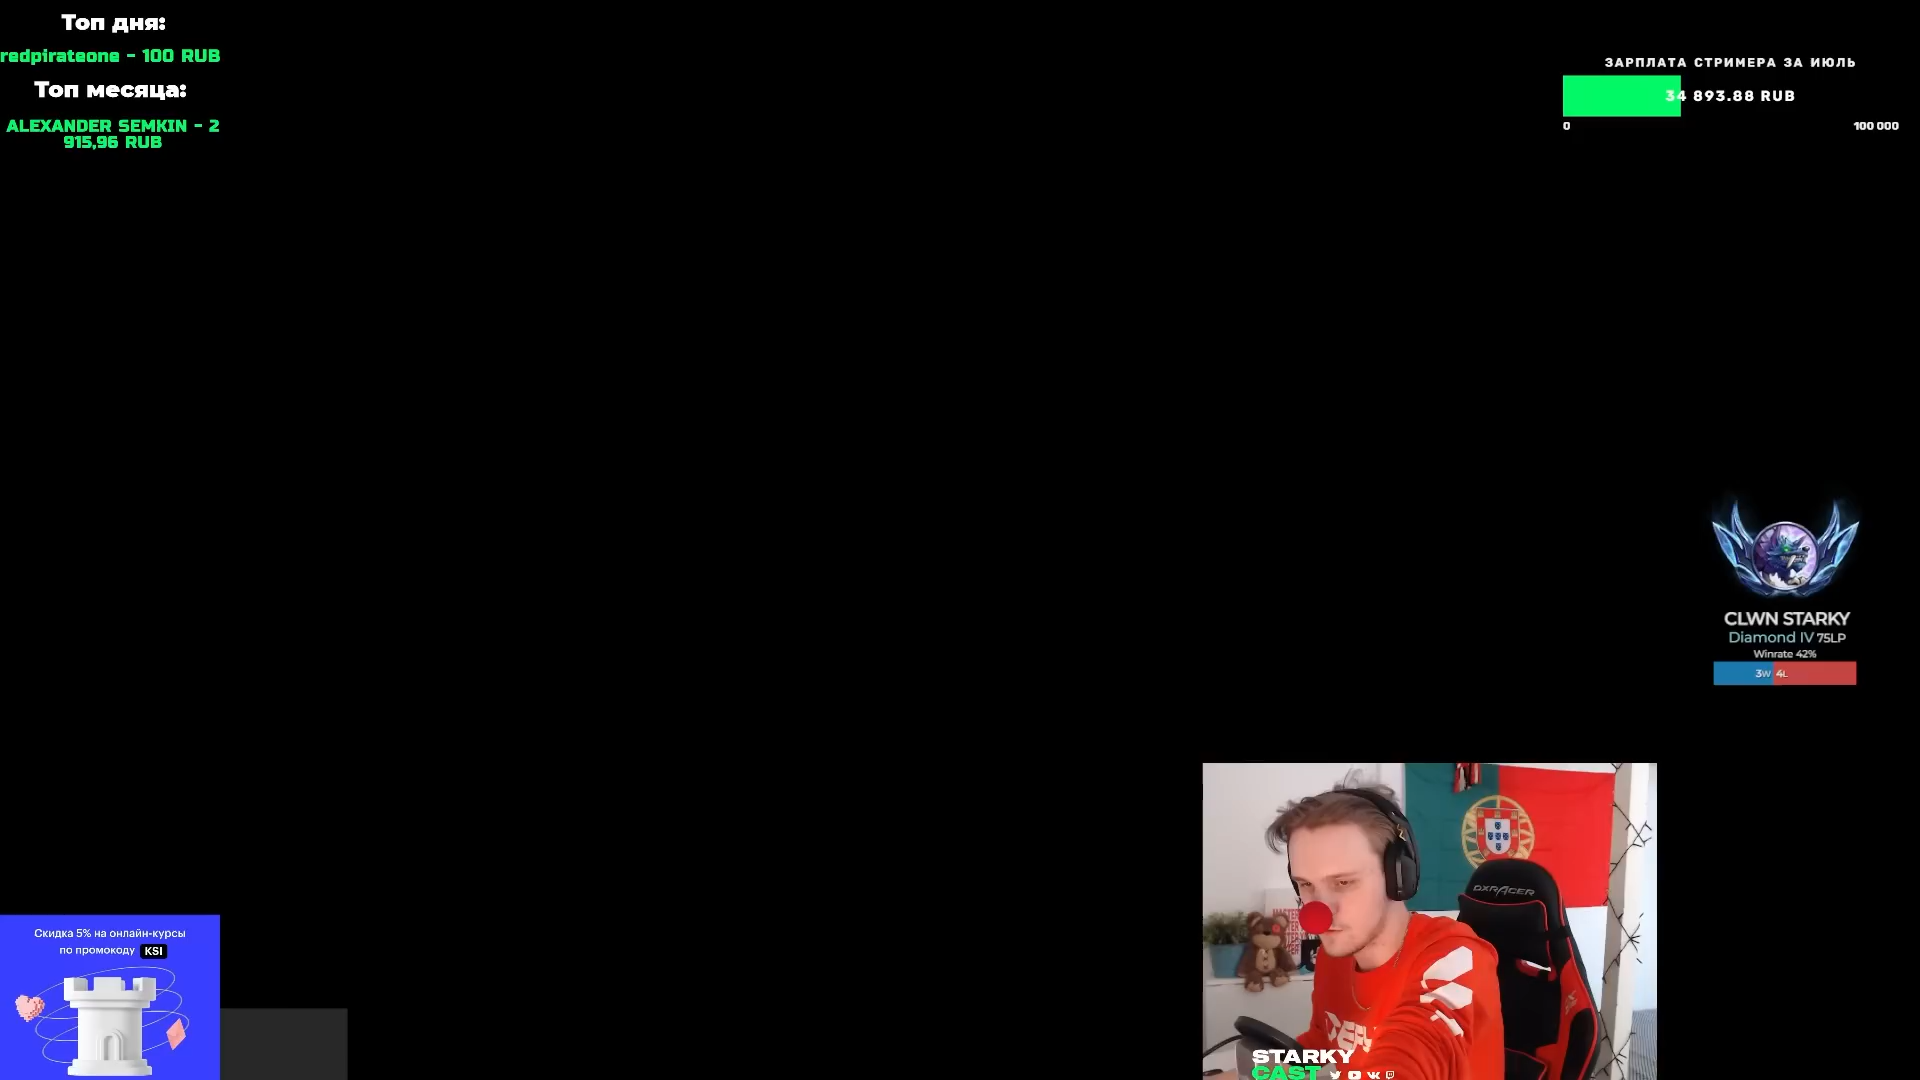 Топ дня:
redpirateone - 100 RUB
Топ месяца:
ALEXANDER SEMKIN - 2
915,96 RUB
ЗАРПЛАТА СТРИМЕРА ЗА ИЮЛЬ
34 893.88 RUB
0
100 000
CLWN STARKY
Diamond IV 75LP
Winrate 42%
3W 4L
DXRACER
STARKY
CAST
Скидка 5% на онлайн-курсы
по промокоду KSI